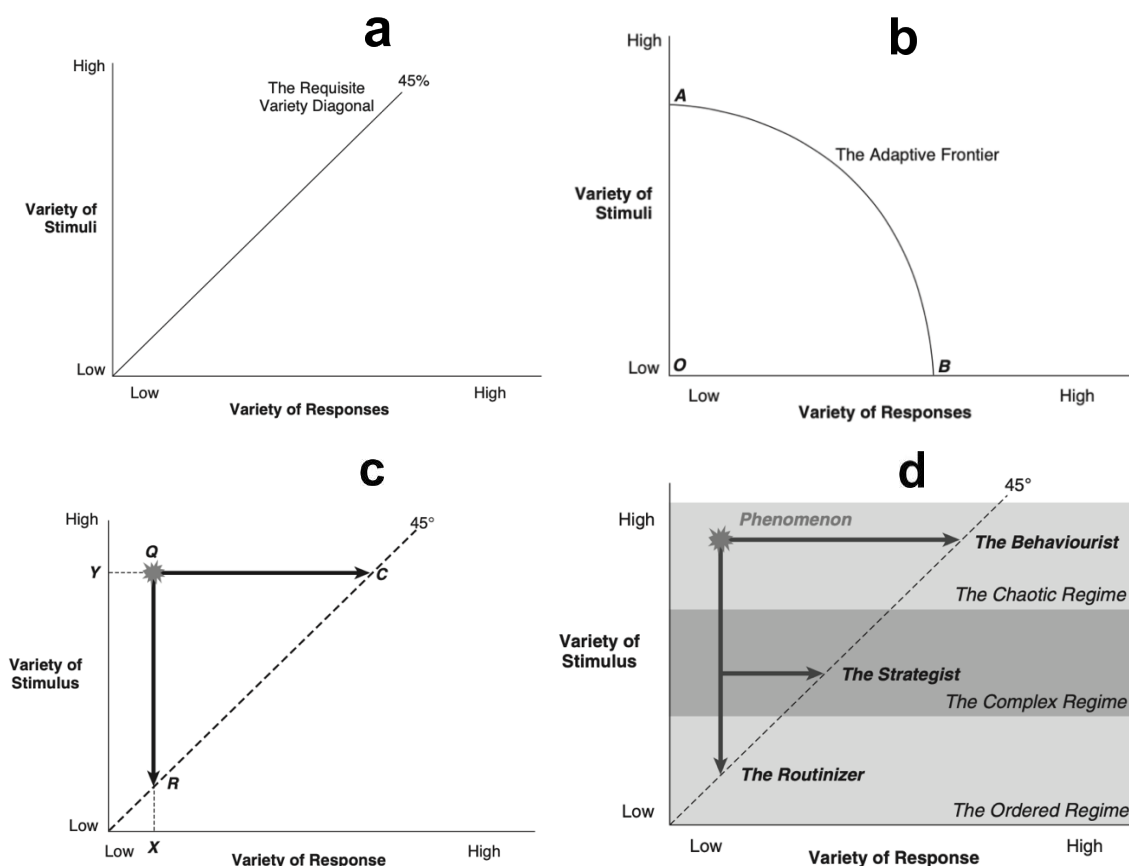 a
High
The Requisite
Variety Diagonal
45%
Variety of
Stimuli
Low
Low
High
Variety of Responses
b
High
A
The Adaptive Frontier
Variety of
Stimuli
Low
O
B
Low
High
Variety of Responses
c
High
45°
Q
Y
C
Variety of
Stimulus
R
Low
Low
X
High
Variety of Response
d
45°
High
Phenomenon
The Behaviourist
The Chaotic Regime
Variety of
Stimulus
The Strategist
The Complex Regime
The Routinizer
Low
The Ordered Regime
Low
High
Variety of Response